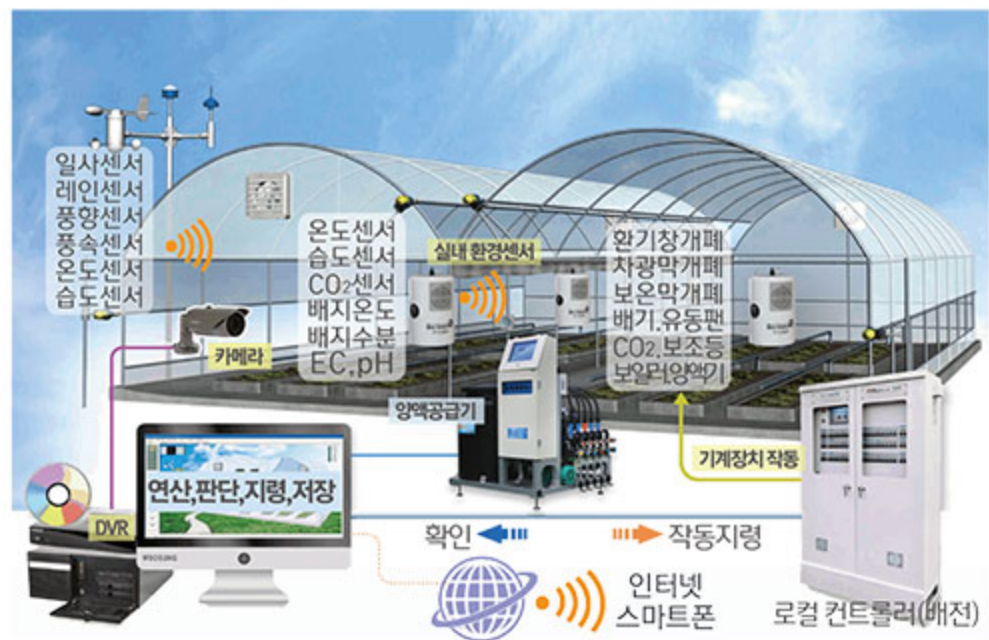 일사센서
레인센서
풍향센서
풍속센서
온도센서
습도센서
온도센서
습도센서
CO2센서
배지온도
배지수분
EC,pH
실내 환경센서
환기창개폐
차광막개폐
보온막개폐
배기.유동팬
CO2.보조등
보일러.양액기
카메라
양액공급기
기계장치 작동
연산,판단,지령,저장
DVR
확인
작동지령
인터넷
스마트폰
로컬 컨트롤러(배전)